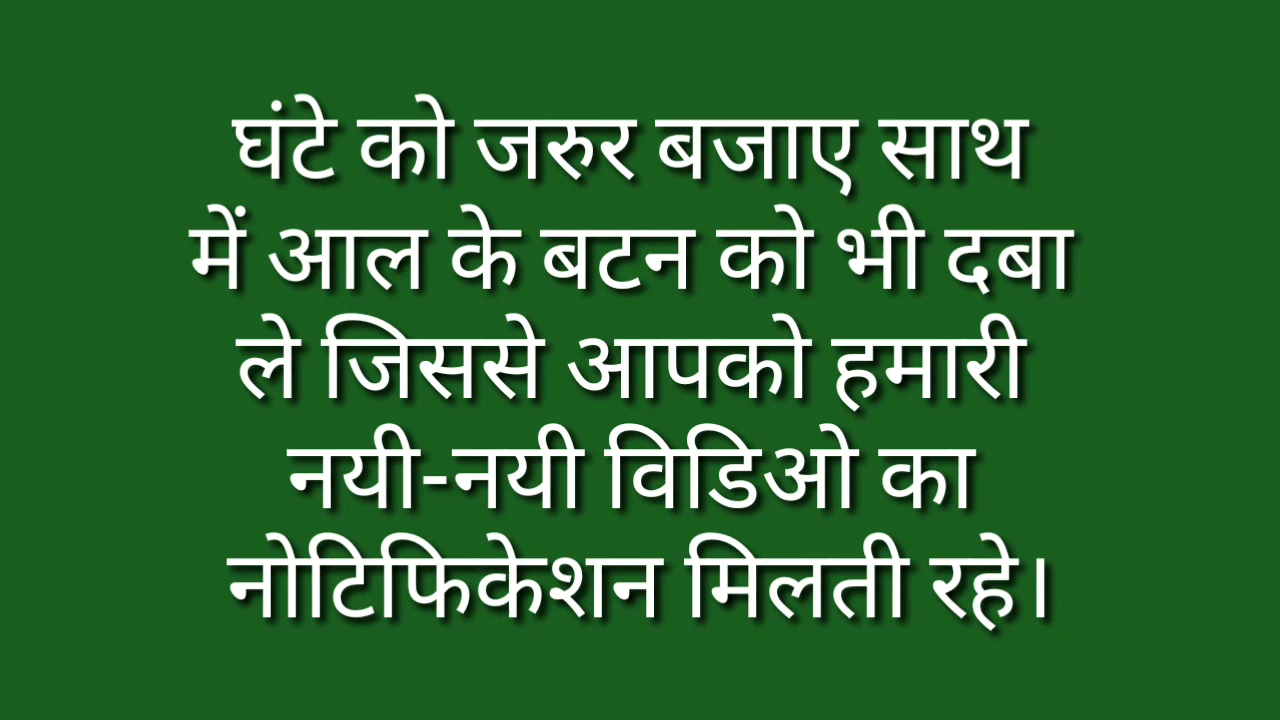 घंटे को जरुर बजाए साथ
में आल के बटन को भी दबा
ले जिससे आपको हमारी
नयी-नयी विडिओ का
नोटिफिकेशन मिलती रहे।